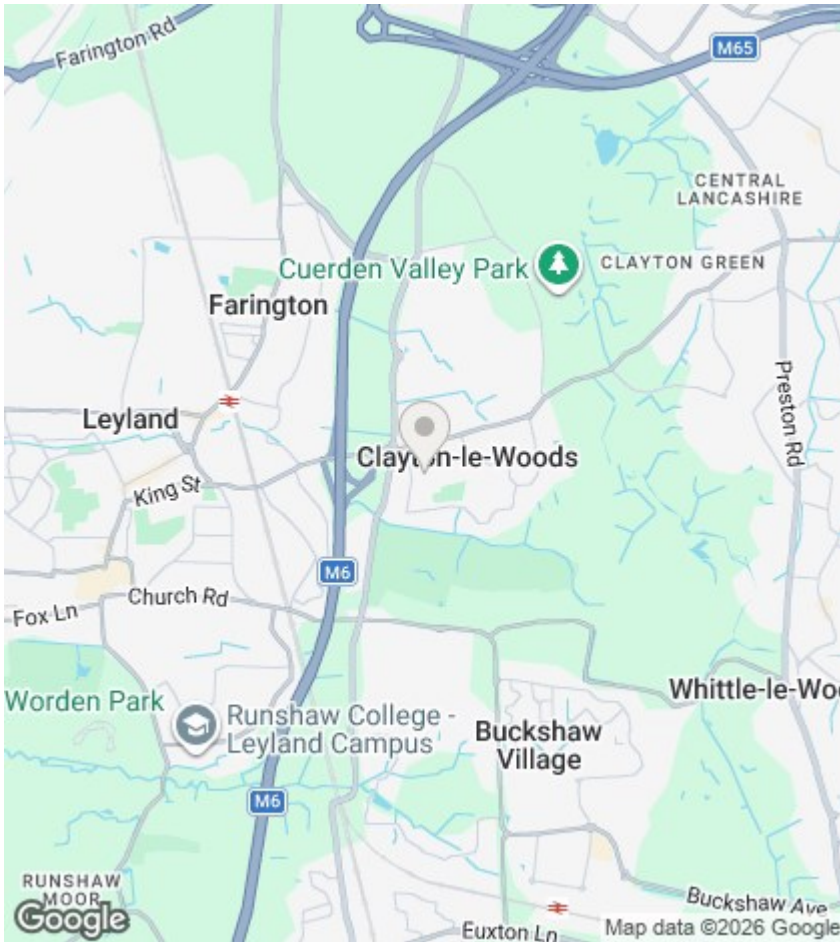 Farington Rd
M65
CENTRAL
LANCASHIRE
Cuerden Valley Park
CLAYTON GREEN
Farington
Preston Rd
Leyland
Clayton-le-Woods
King St
M6
Church Rd
Fox Ln
Worden Park
Whittle-le-Woo
Runshaw College -
Leyland Campus
Buckshaw
Village
M6
RUNSHAW
MOOR
Buckshaw Ave
Google
Euxton Ln
Map data ©2026 Google